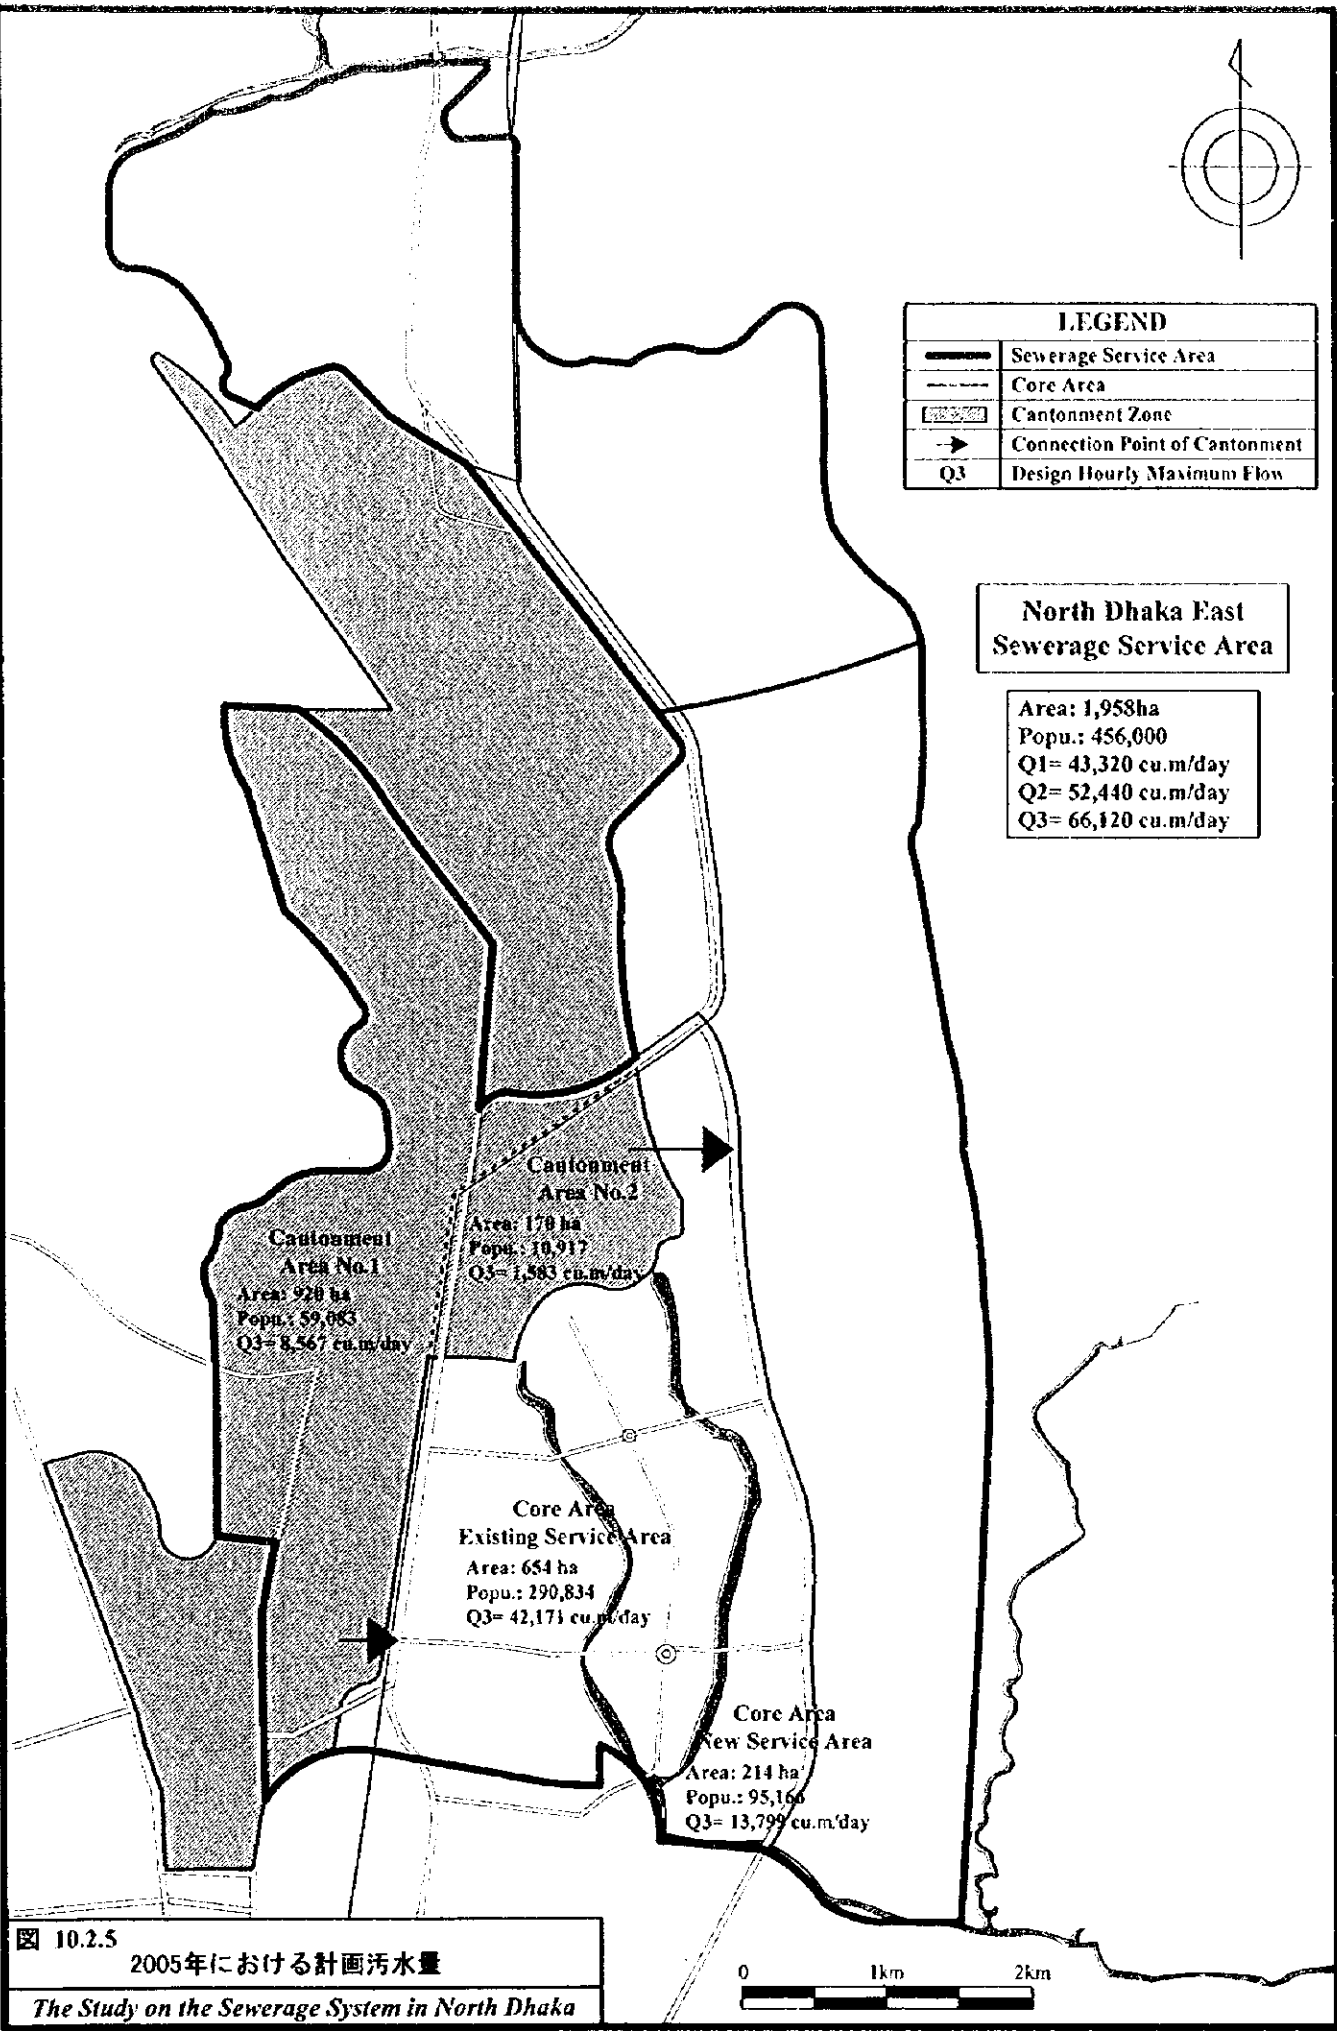 LEGEND
Sewerage Service Area
Core Area
Cantonment Zone
Connection Point of Cantonment
Q3 Design Hourly Maximum Flow
North Dhaka East
Sewerage Service Area
Area: 1,958ha
Popu.: 456,000
Q1= 43,320 cu.m/day
Q2= 52,440 cu.m/day
Q3= 66,120 cu.m/day
Cantonment
Area No.2
Area: 170 ha
Popu.: 10,917
Q3= 1,583 cu.m/day
Cantonment
Area No.1
Area: 920 ha
Popu.: 59,083
Q3= 8,567 cu.m/day
Core Area
Existing Service Area
Area: 654 ha
Popu.: 290,834
Q3= 42,171 cu.m/day
Core Area
New Service Area
Area: 214 ha
Popu.: 95,166
Q3= 13,799 cu.m/day
図 10.2.5
2005年における計画汚水量
The Study on the Sewerage System in North Dhaka
0 1km 2km